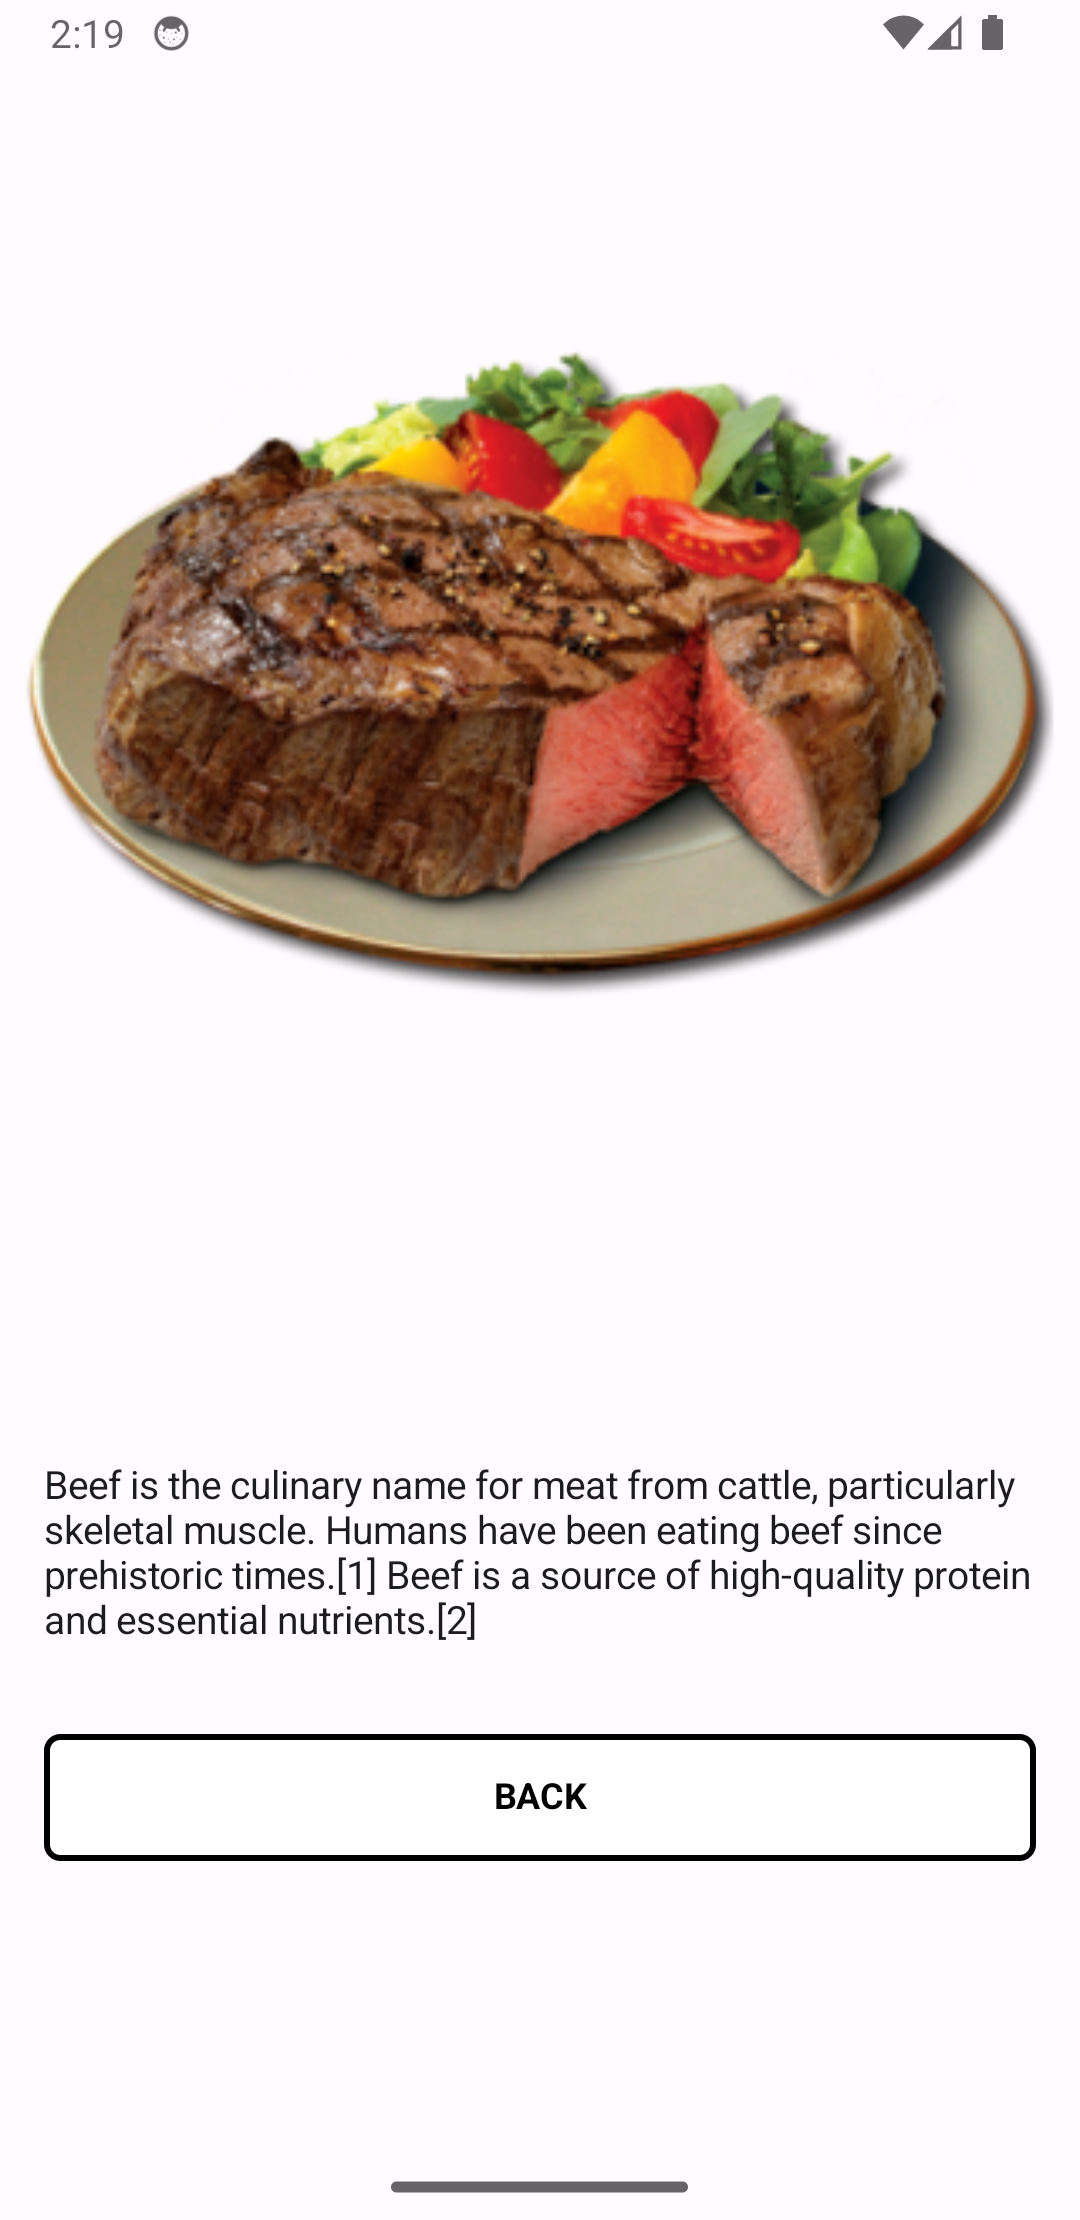 2:19
Beef is the culinary name for meat from cattle, particularly
skeletal muscle. Humans have been eating beef since
prehistoric times.[1] Beef is a source of high-quality protein
and essential nutrients.[2]
BACK